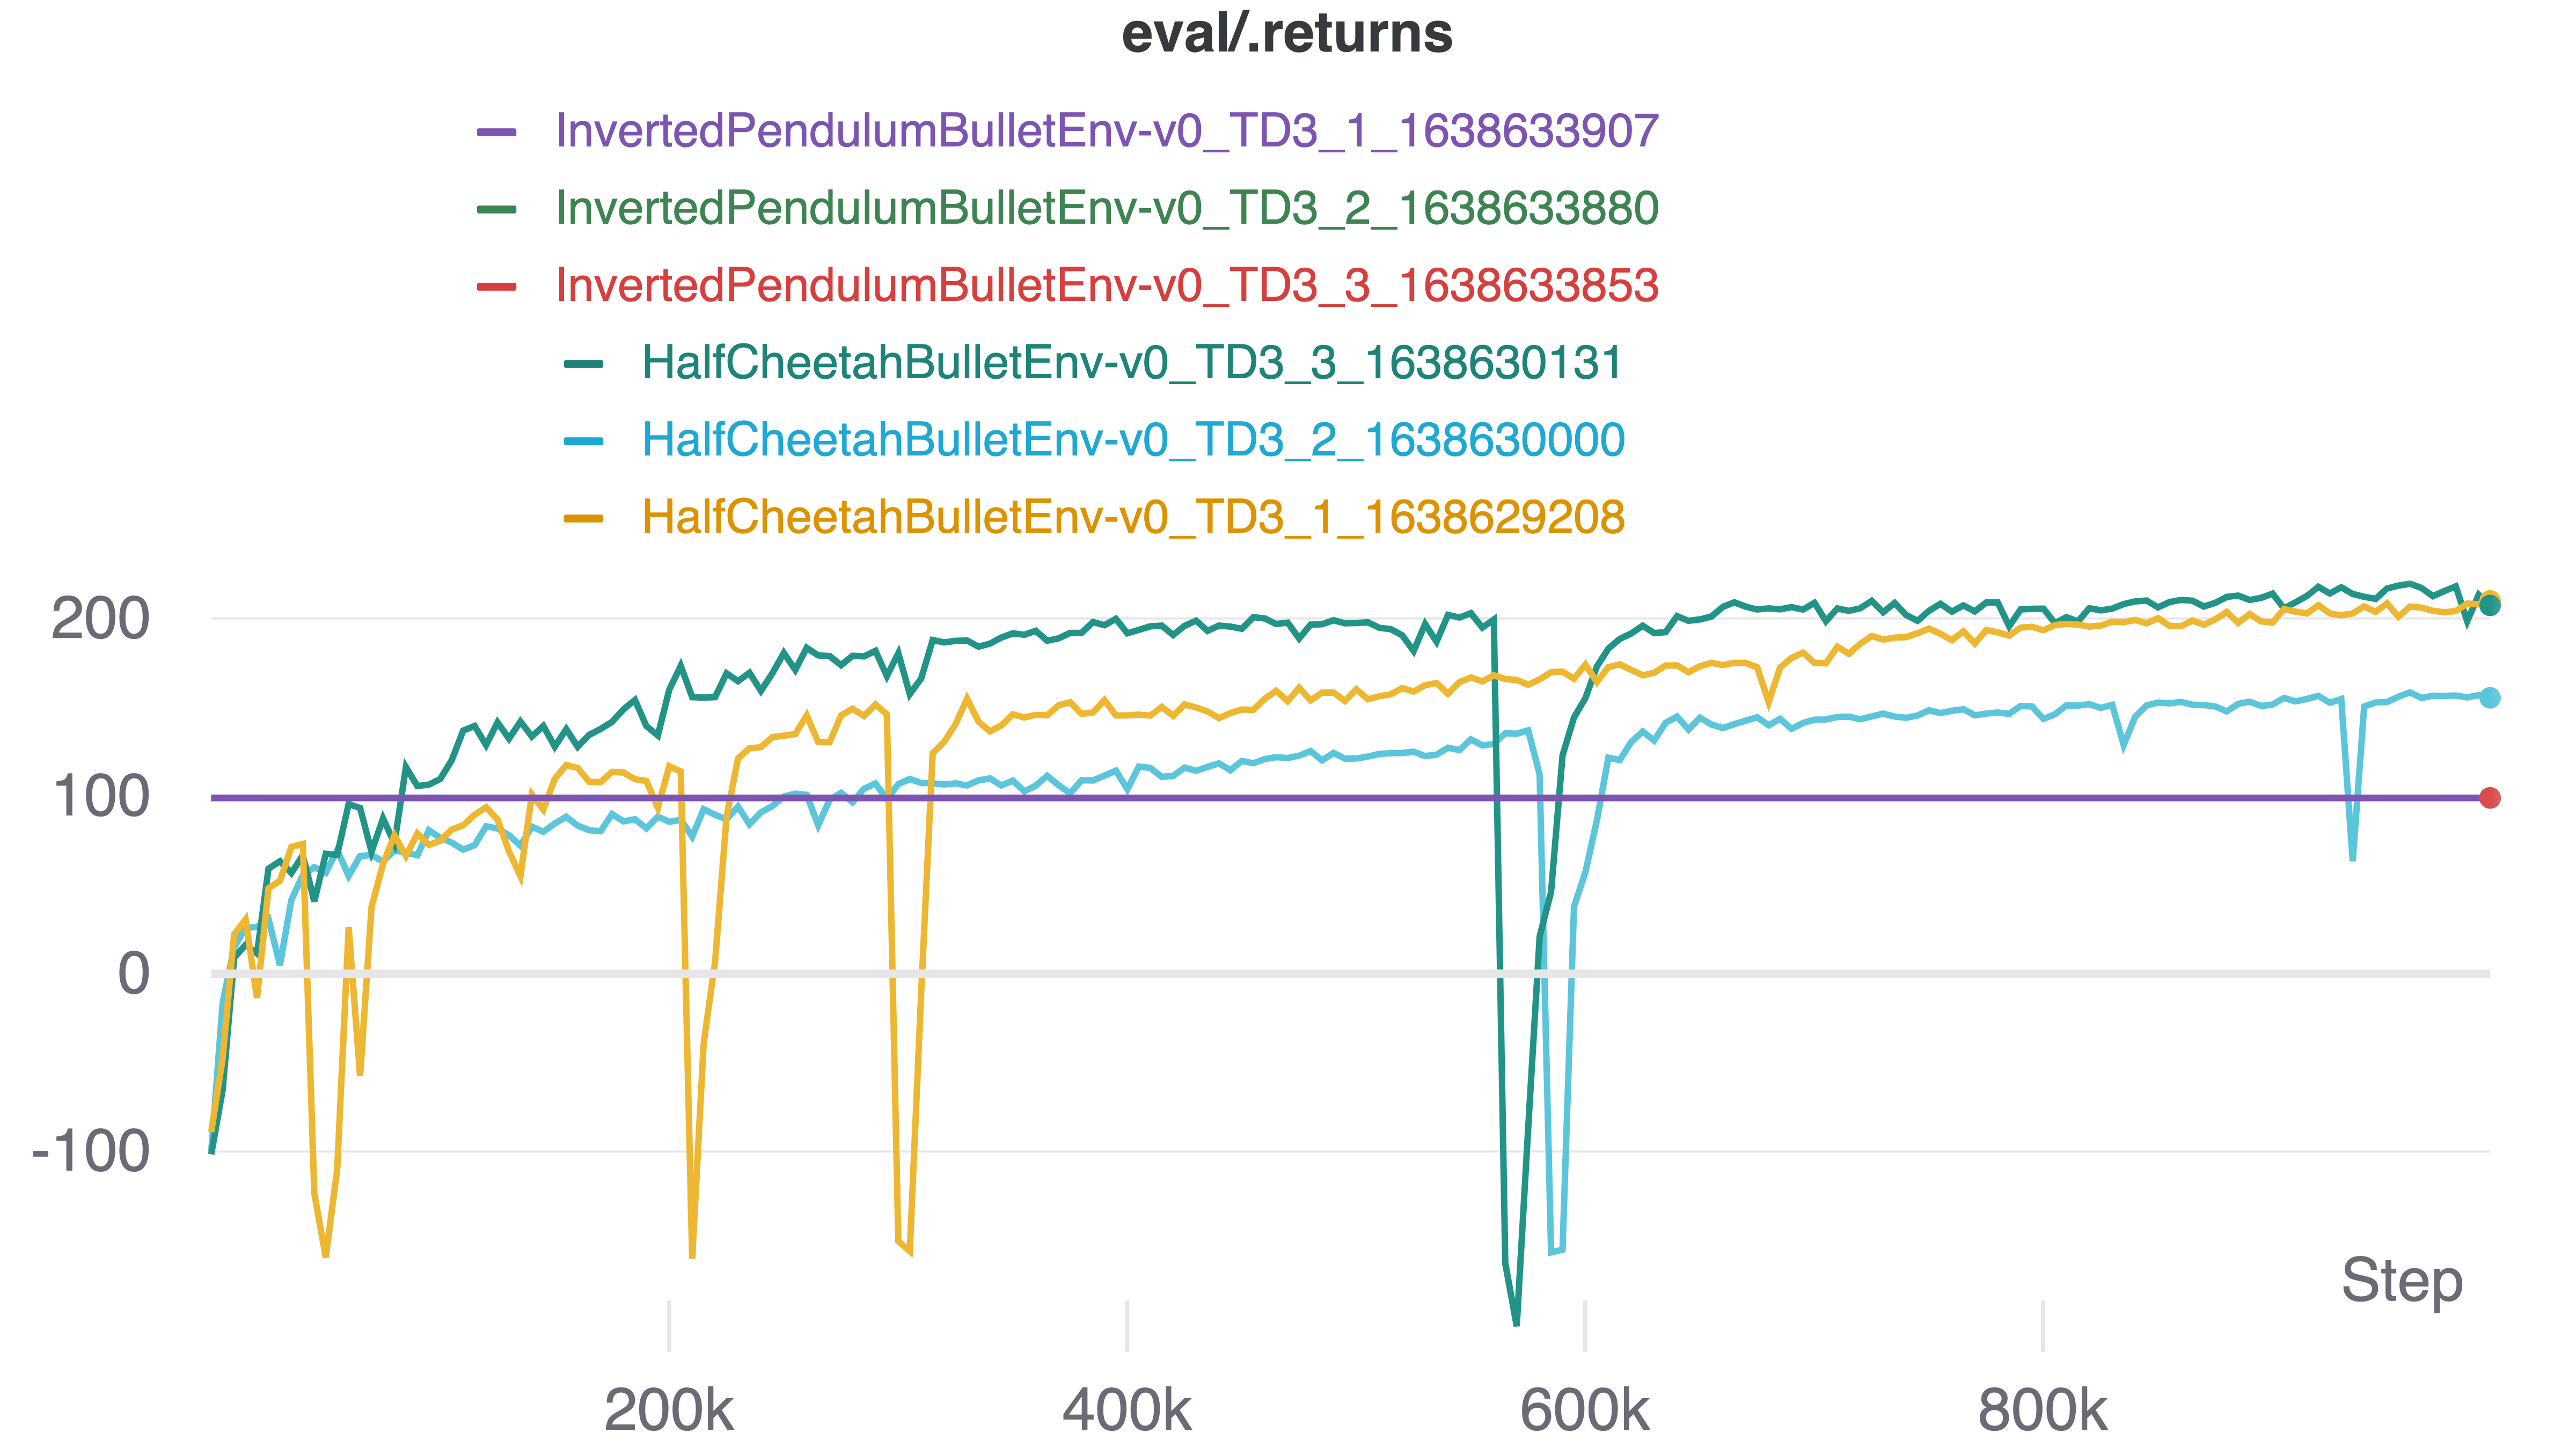 eval/.returns
InvertedPendulumBulletEnv-v0_TD3_1_1638633907
InvertedPendulumBulletEnv-v0_TD3_2_1638633880
InvertedPendulumBulletEnv-v0_TD3_3_1638633853
HalfCheetahBulletEnv-v0_TD3_3_1638630131
HalfCheetahBulletEnv-v0_TD3_2_1638630000
HalfCheetahBulletEnv-v0_TD3_1_1638629208
200
100
0
-100
Step
200k 400k 600k 800k